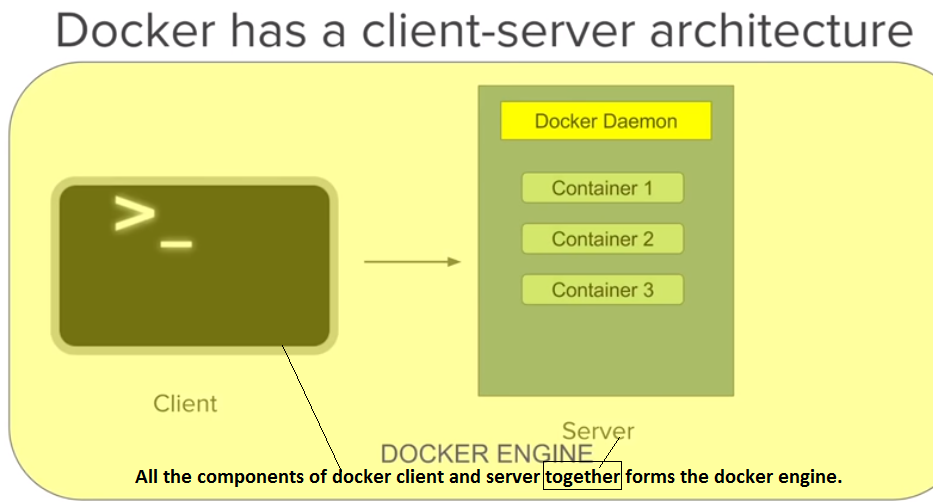 Docker has a client-server architecture
Docker Daemon
>_
Container 1
Container 2
Container 3
Client
Server
DOCKER ENGINE
All the components of docker client and server together forms the docker engine.